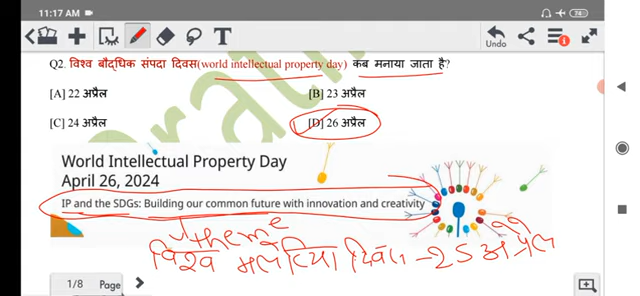 11:17 AM
78
Undo
Q2. विश्व बौद्धिक संपदा दिवस(world intellectual property day) कब मनाया जाता है?
[A] 22 अप्रैल
[B] 23 अप्रैल
[C] 24 अप्रैल
[D] 26 अप्रैल
World Intellectual Property Day
April 26, 2024
IP and the SDGs: Building our common future with innovation and creativity
theme
विश्व मलेरिया दिवस - 25 अप्रैल
1/8 Page